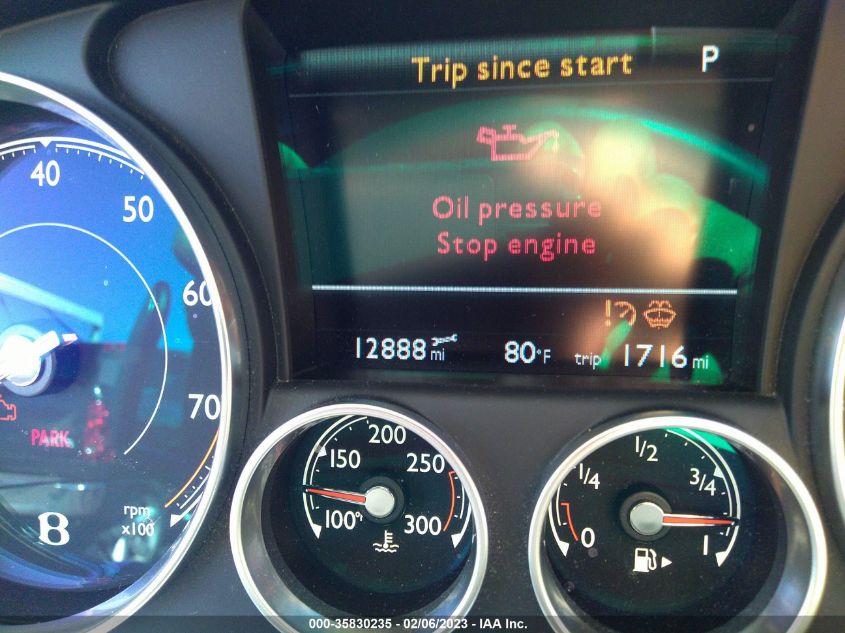 Trip since start P
Oil pressure
Stop engine
12888 mi 80°F trip 1716 mi
40
50
60
70
PARK
rpm
x100
B
100°F
150
200
250
300
0
1/4
1/2
3/4
1
000-35830235 - 02/06/2023 - IAA Inc.